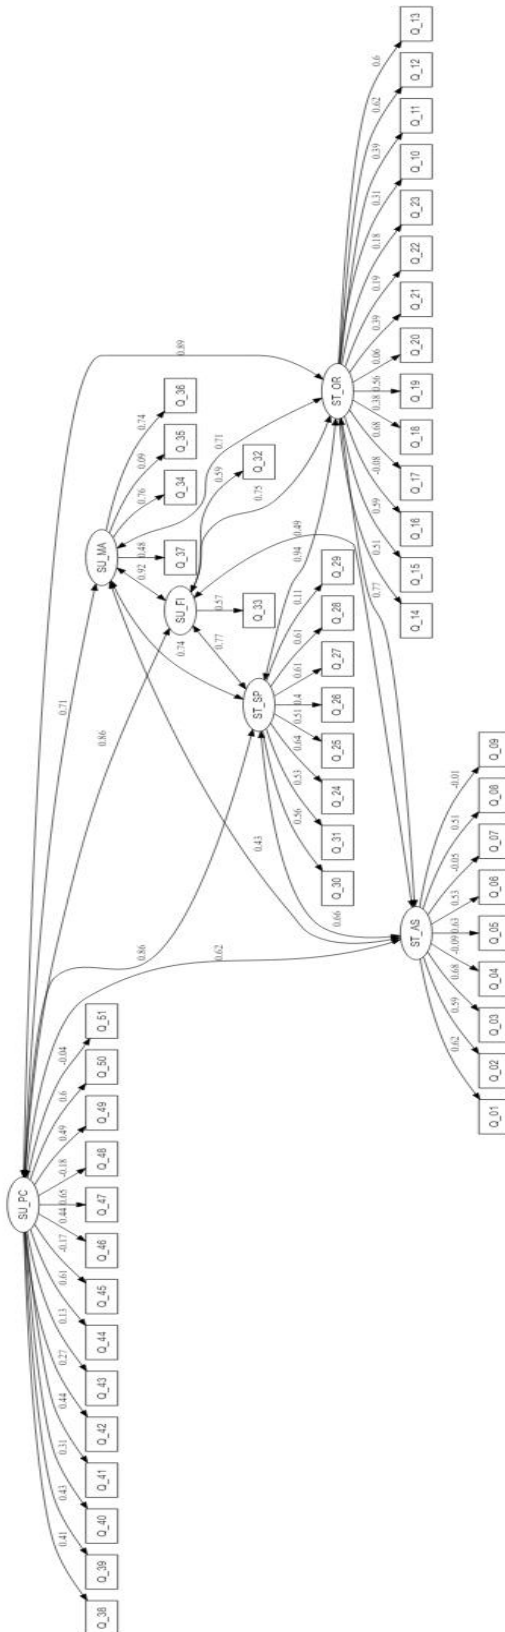 SU_PC
0.71
0.86
0.86
0.62
0.89
-0.04
0.6
0.49
-0.18
0.65
0.44
-0.17
0.61
0.13
0.27
0.44
0.31
0.43
0.41
Q_38
Q_39
Q_40
Q_41
Q_42
Q_43
Q_44
Q_45
Q_46
Q_47
Q_48
Q_49
Q_50
Q_51
SU_MA
0.74
0.09
0.76
0.48
0.92
0.74
0.43
0.71
Q_37
Q_34
Q_35
Q_36
SU_FI
0.57
0.59
0.77
0.75
0.49
Q_33
Q_32
ST_SP
0.94
0.11
0.61
0.61
0.4
0.51
0.64
0.53
0.56
0.66
Q_30
Q_31
Q_24
Q_25
Q_26
Q_27
Q_28
Q_29
ST_OR
0.6
0.62
0.39
0.31
0.18
0.19
0.39
0.06
0.56
0.38
0.68
-0.08
0.59
0.51
0.77
Q_14
Q_15
Q_16
Q_17
Q_18
Q_19
Q_20
Q_21
Q_22
Q_23
Q_10
Q_11
Q_12
Q_13
ST_AS
-0.01
0.51
-0.05
0.53
0.63
-0.09
0.68
0.59
0.62
Q_01
Q_02
Q_03
Q_04
Q_05
Q_06
Q_07
Q_08
Q_09